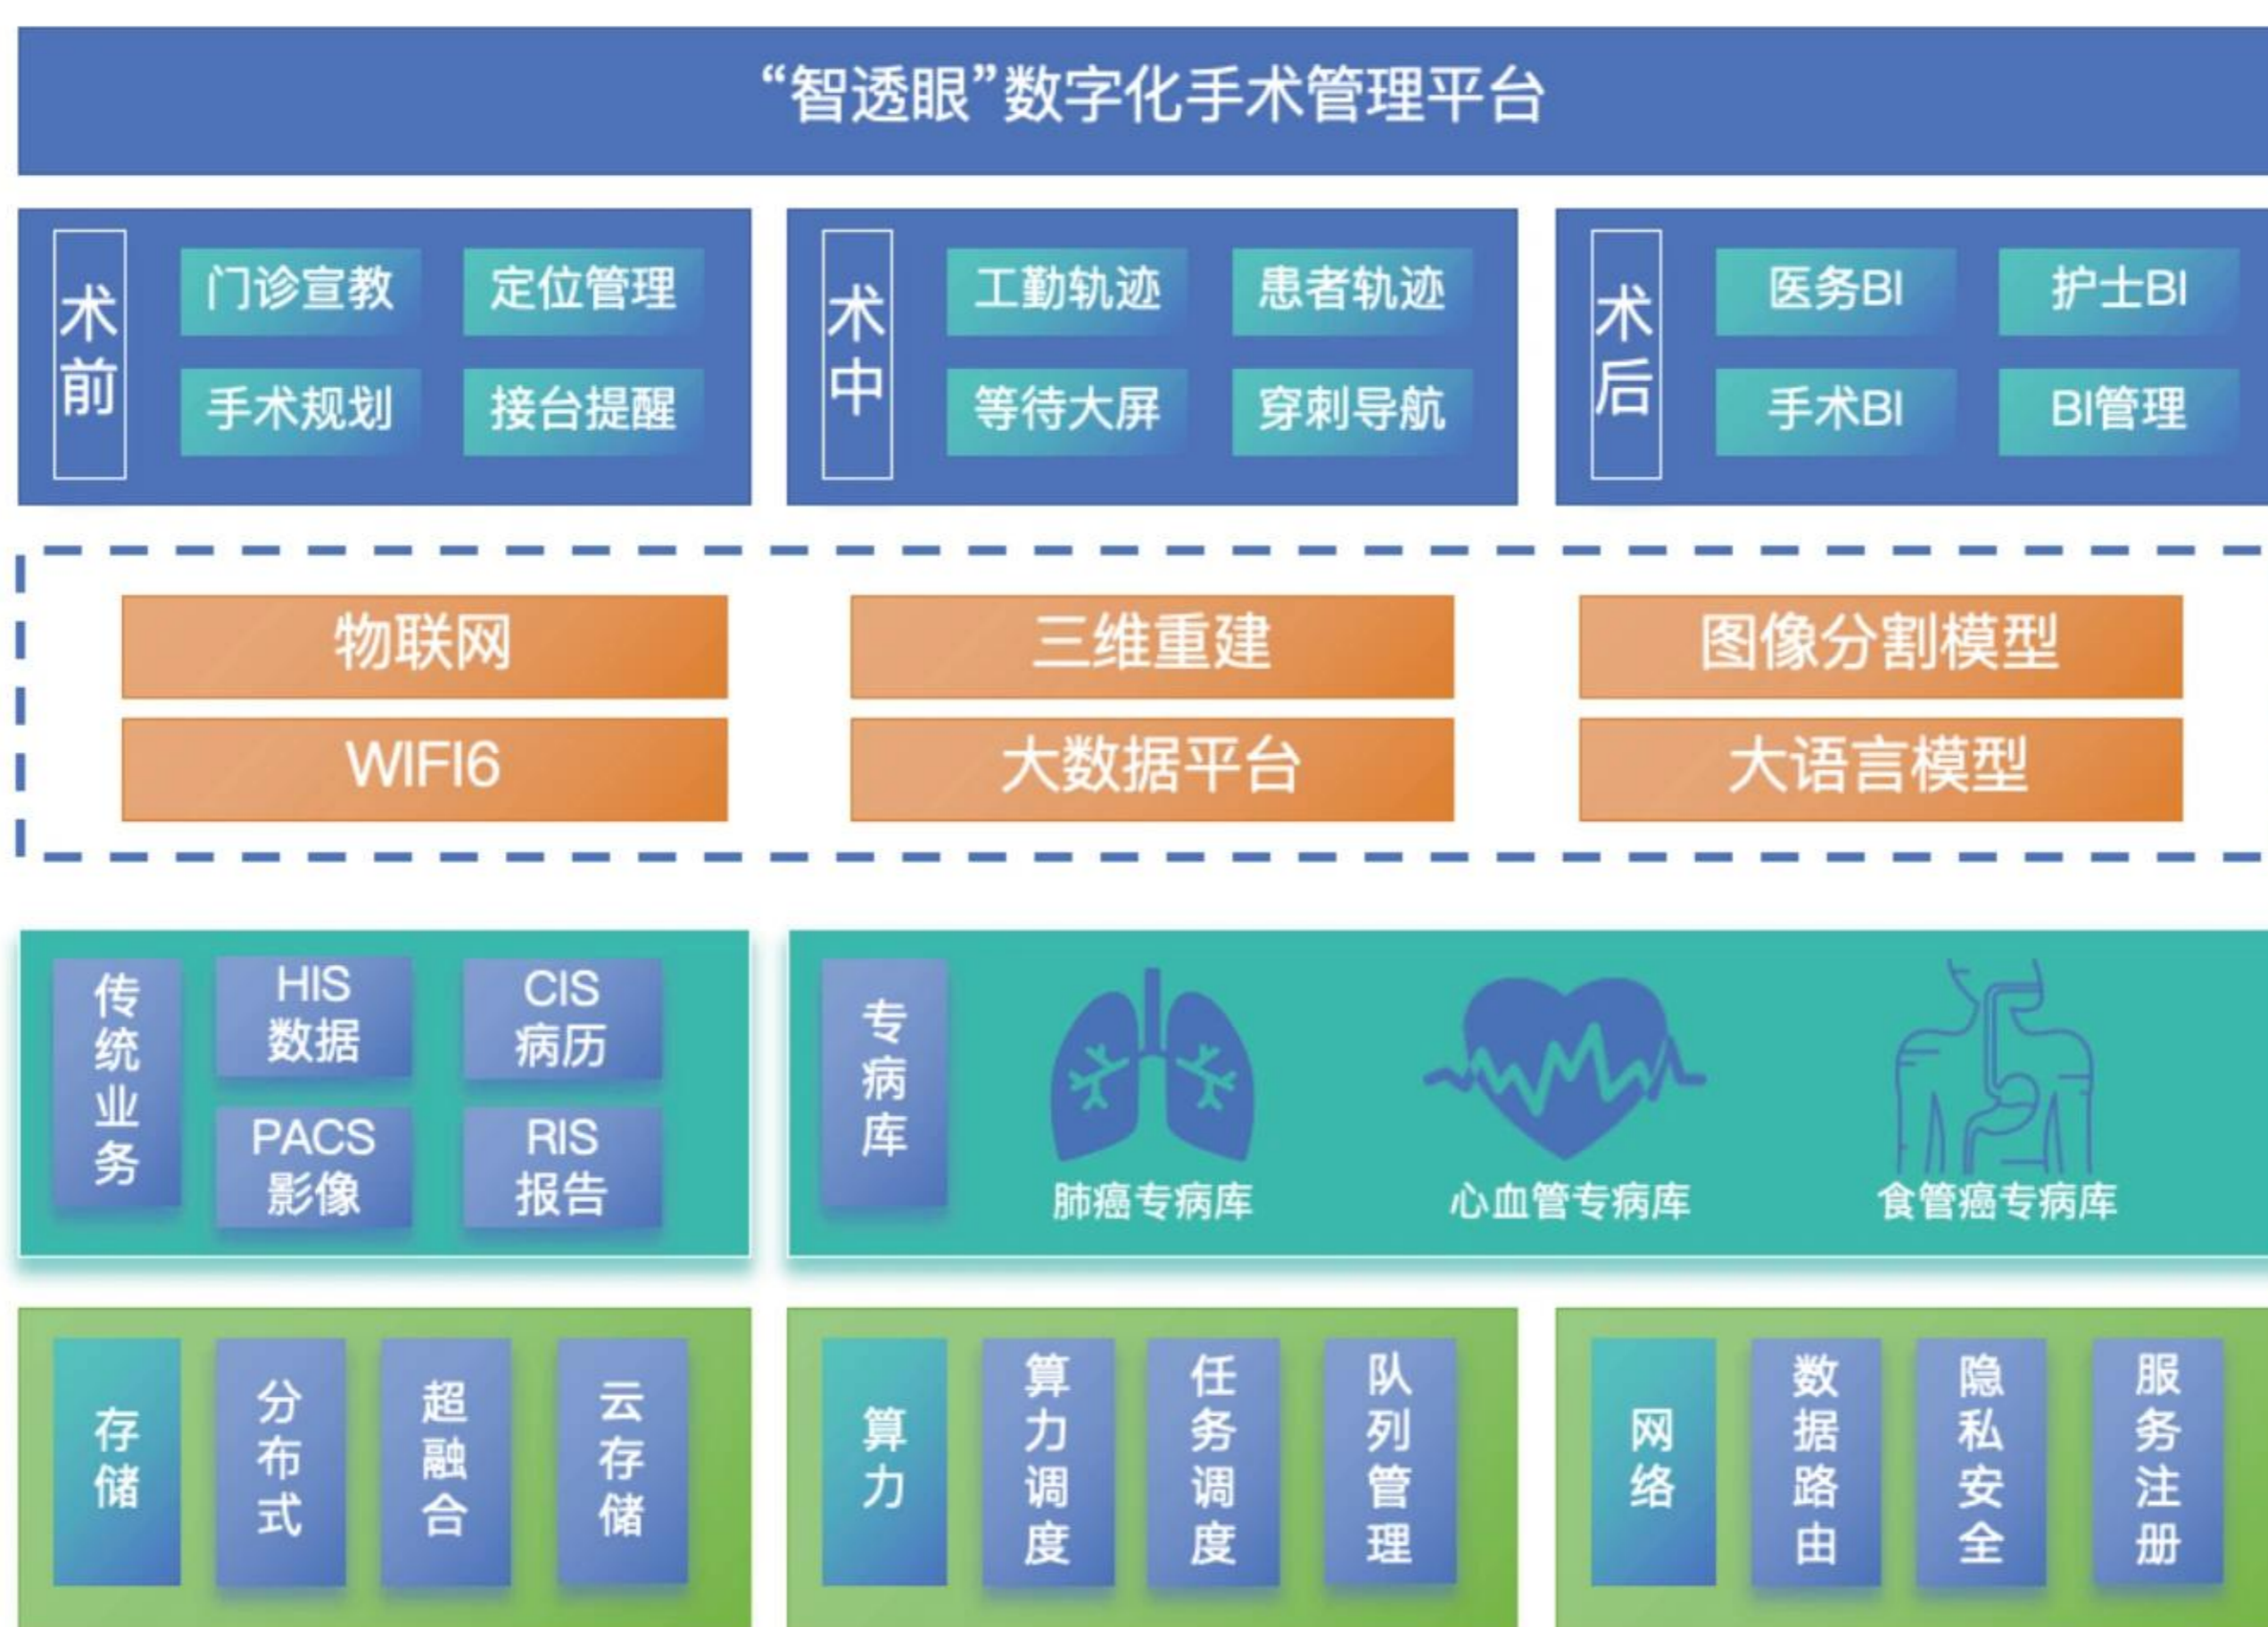 “智透眼”数字化手术管理平台
术前
门诊宣教
定位管理
手术规划
接台提醒
术中
工勤轨迹
患者轨迹
等待大屏
穿刺导航
术后
医务BI
护士BI
手术BI
BI管理
物联网
三维重建
图像分割模型
WIFI6
大数据平台
大语言模型
传统业务
HIS
数据
CIS
病历
PACS
影像
RIS
报告
专病库
肺癌专病库
心血管专病库
食管癌专病库
存储
分布式
超融合
云存储
算力
算力调度
任务调度
队列管理
网络
数据路由
隐私安全
服务注册